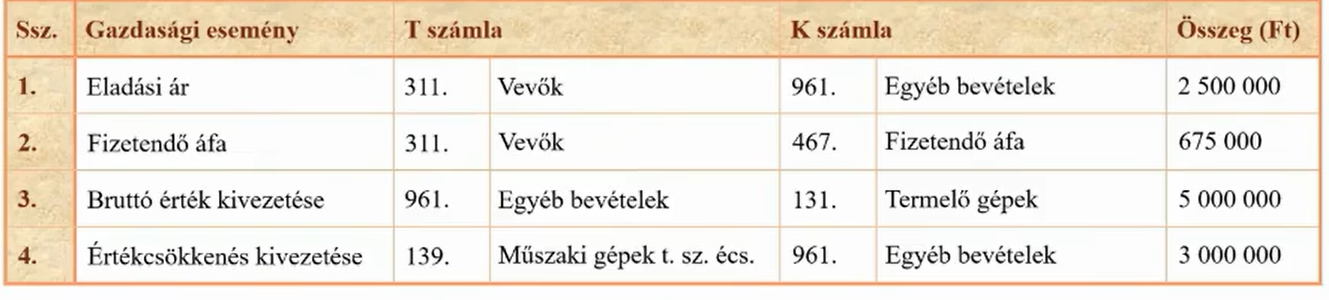 Ssz. Gazdasági esemény T számla K számla Összeg (Ft)
1. Eladási ár 311. Vevők 961. Egyéb bevételek 2 500 000
2. Fizetendő áfa 311. Vevők 467. Fizetendő áfa 675 000
3. Bruttó érték kivezetése 961. Egyéb bevételek 131. Termelő gépek 5 000 000
4. Értékcsökkenés kivezetése 139. Műszaki gépek t. sz. écs. 961. Egyéb bevételek 3 000 000